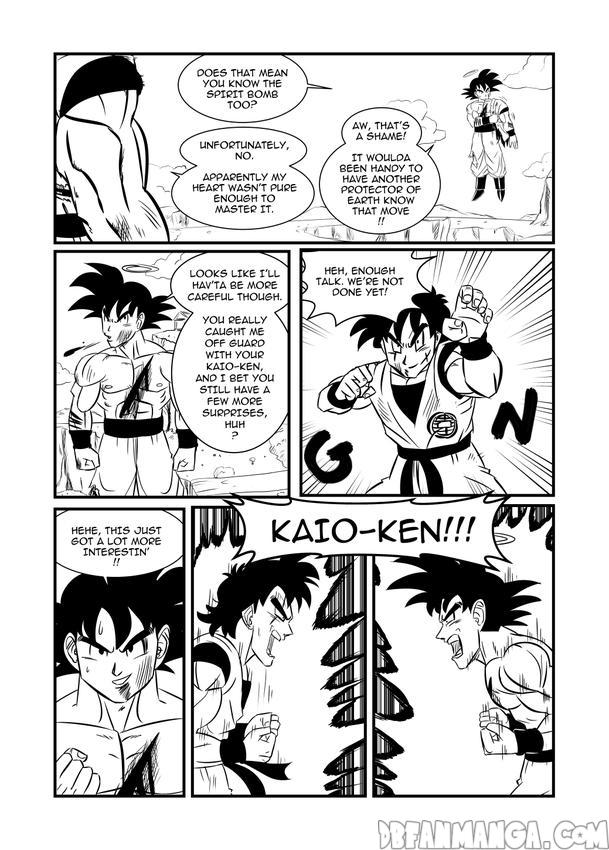 DOES THAT MEAN
YOU KNOW THE
SPIRIT BOMB
TOO?
UNFORTUNATELY,
NO.
APPARENTLY MY
HEART WASN'T PURE
ENOUGH TO
MASTER IT.
AW, THAT'S
A SHAME!
IT WOULDA
BEEN HANDY TO
HAVE ANOTHER
PROTECTOR OF
EARTH KNOW
THAT MOVE
!!
LOOKS LIKE I'LL
HAV'TA BE MORE
CAREFUL THOUGH.
YOU REALLY
CAUGHT ME
OFF GUARD
WITH YOUR
KAIO-KEN,
AND I BET YOU
STILL HAVE A
FEW MORE
SURPRISES,
HUH
?
HEH, ENOUGH
TALK. WE'RE NOT
DONE YET!
GN
HEHE, THIS JUST
GOT A LOT MORE
INTERESTIN'
!!
KAIO-KEN!!!
DBFANMANGA.COM